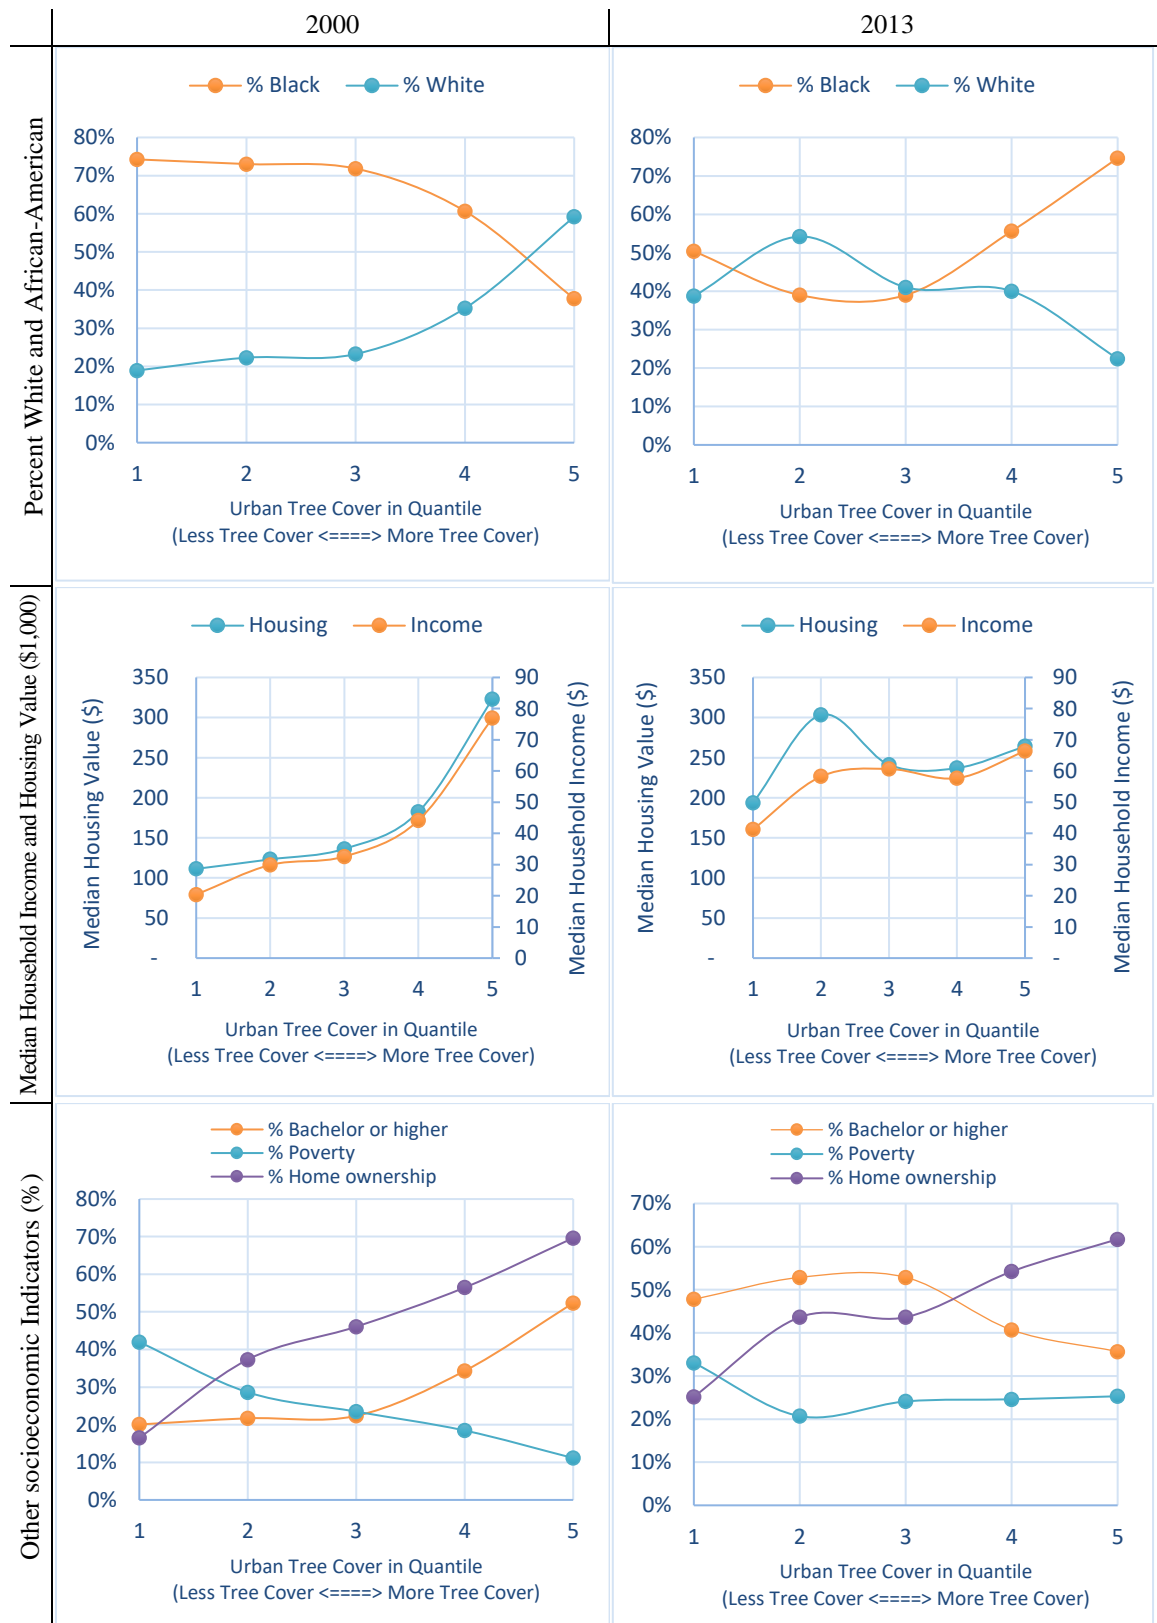 2000
2013
Percent White and African-American
% Black
% White
80%
70%
60%
50%
40%
30%
20%
10%
0%
1 2 3 4 5
Urban Tree Cover in Quantile
(Less Tree Cover <====> More Tree Cover)
% Black
% White
80%
70%
60%
50%
40%
30%
20%
10%
0%
1 2 3 4 5
Urban Tree Cover in Quantile
(Less Tree Cover <====> More Tree Cover)
Median Household Income and Housing Value ($1,000)
Housing
Income
Median Housing Value ($)
350
300
250
200
150
100
50
-
90
80
70
60
50
40
30
20
10
0
Median Household Income ($)
1 2 3 4 5
Urban Tree Cover in Quantile
(Less Tree Cover <====> More Tree Cover)
Housing
Income
Median Housing Value ($)
350
300
250
200
150
100
50
-
90
80
70
60
50
40
30
20
10
-
Median Household Income ($)
1 2 3 4 5
Urban Tree Cover in Quantile
(Less Tree Cover <====> More Tree Cover)
Other socioeconomic Indicators (%)
% Bachelor or higher
% Poverty
% Home ownership
80%
70%
60%
50%
40%
30%
20%
10%
0%
1 2 3 4 5
Urban Tree Cover in Quantile
(Less Tree Cover <====> More Tree Cover)
% Bachelor or higher
% Poverty
% Home ownership
70%
60%
50%
40%
30%
20%
10%
0%
1 2 3 4 5
Urban Tree Cover in Quantile
(Less Tree Cover <====> More Tree Cover)